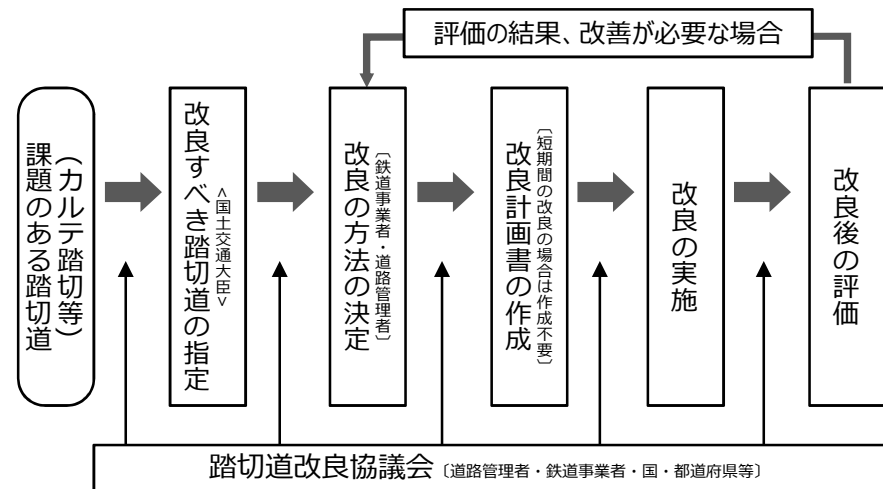 評価の結果、改善が必要な場合
課題のある踏切道
（カルテ踏切等）
改良すべき踏切道の指定
<国土交通大臣>
改良の方法の決定
〔鉄道事業者・道路管理者〕
改良計画書の作成
〔短期間の改良の場合は作成不要〕
改良の実施
改良後の評価
踏切道改良協議会〔道路管理者・鉄道事業者・国・都道府県等〕